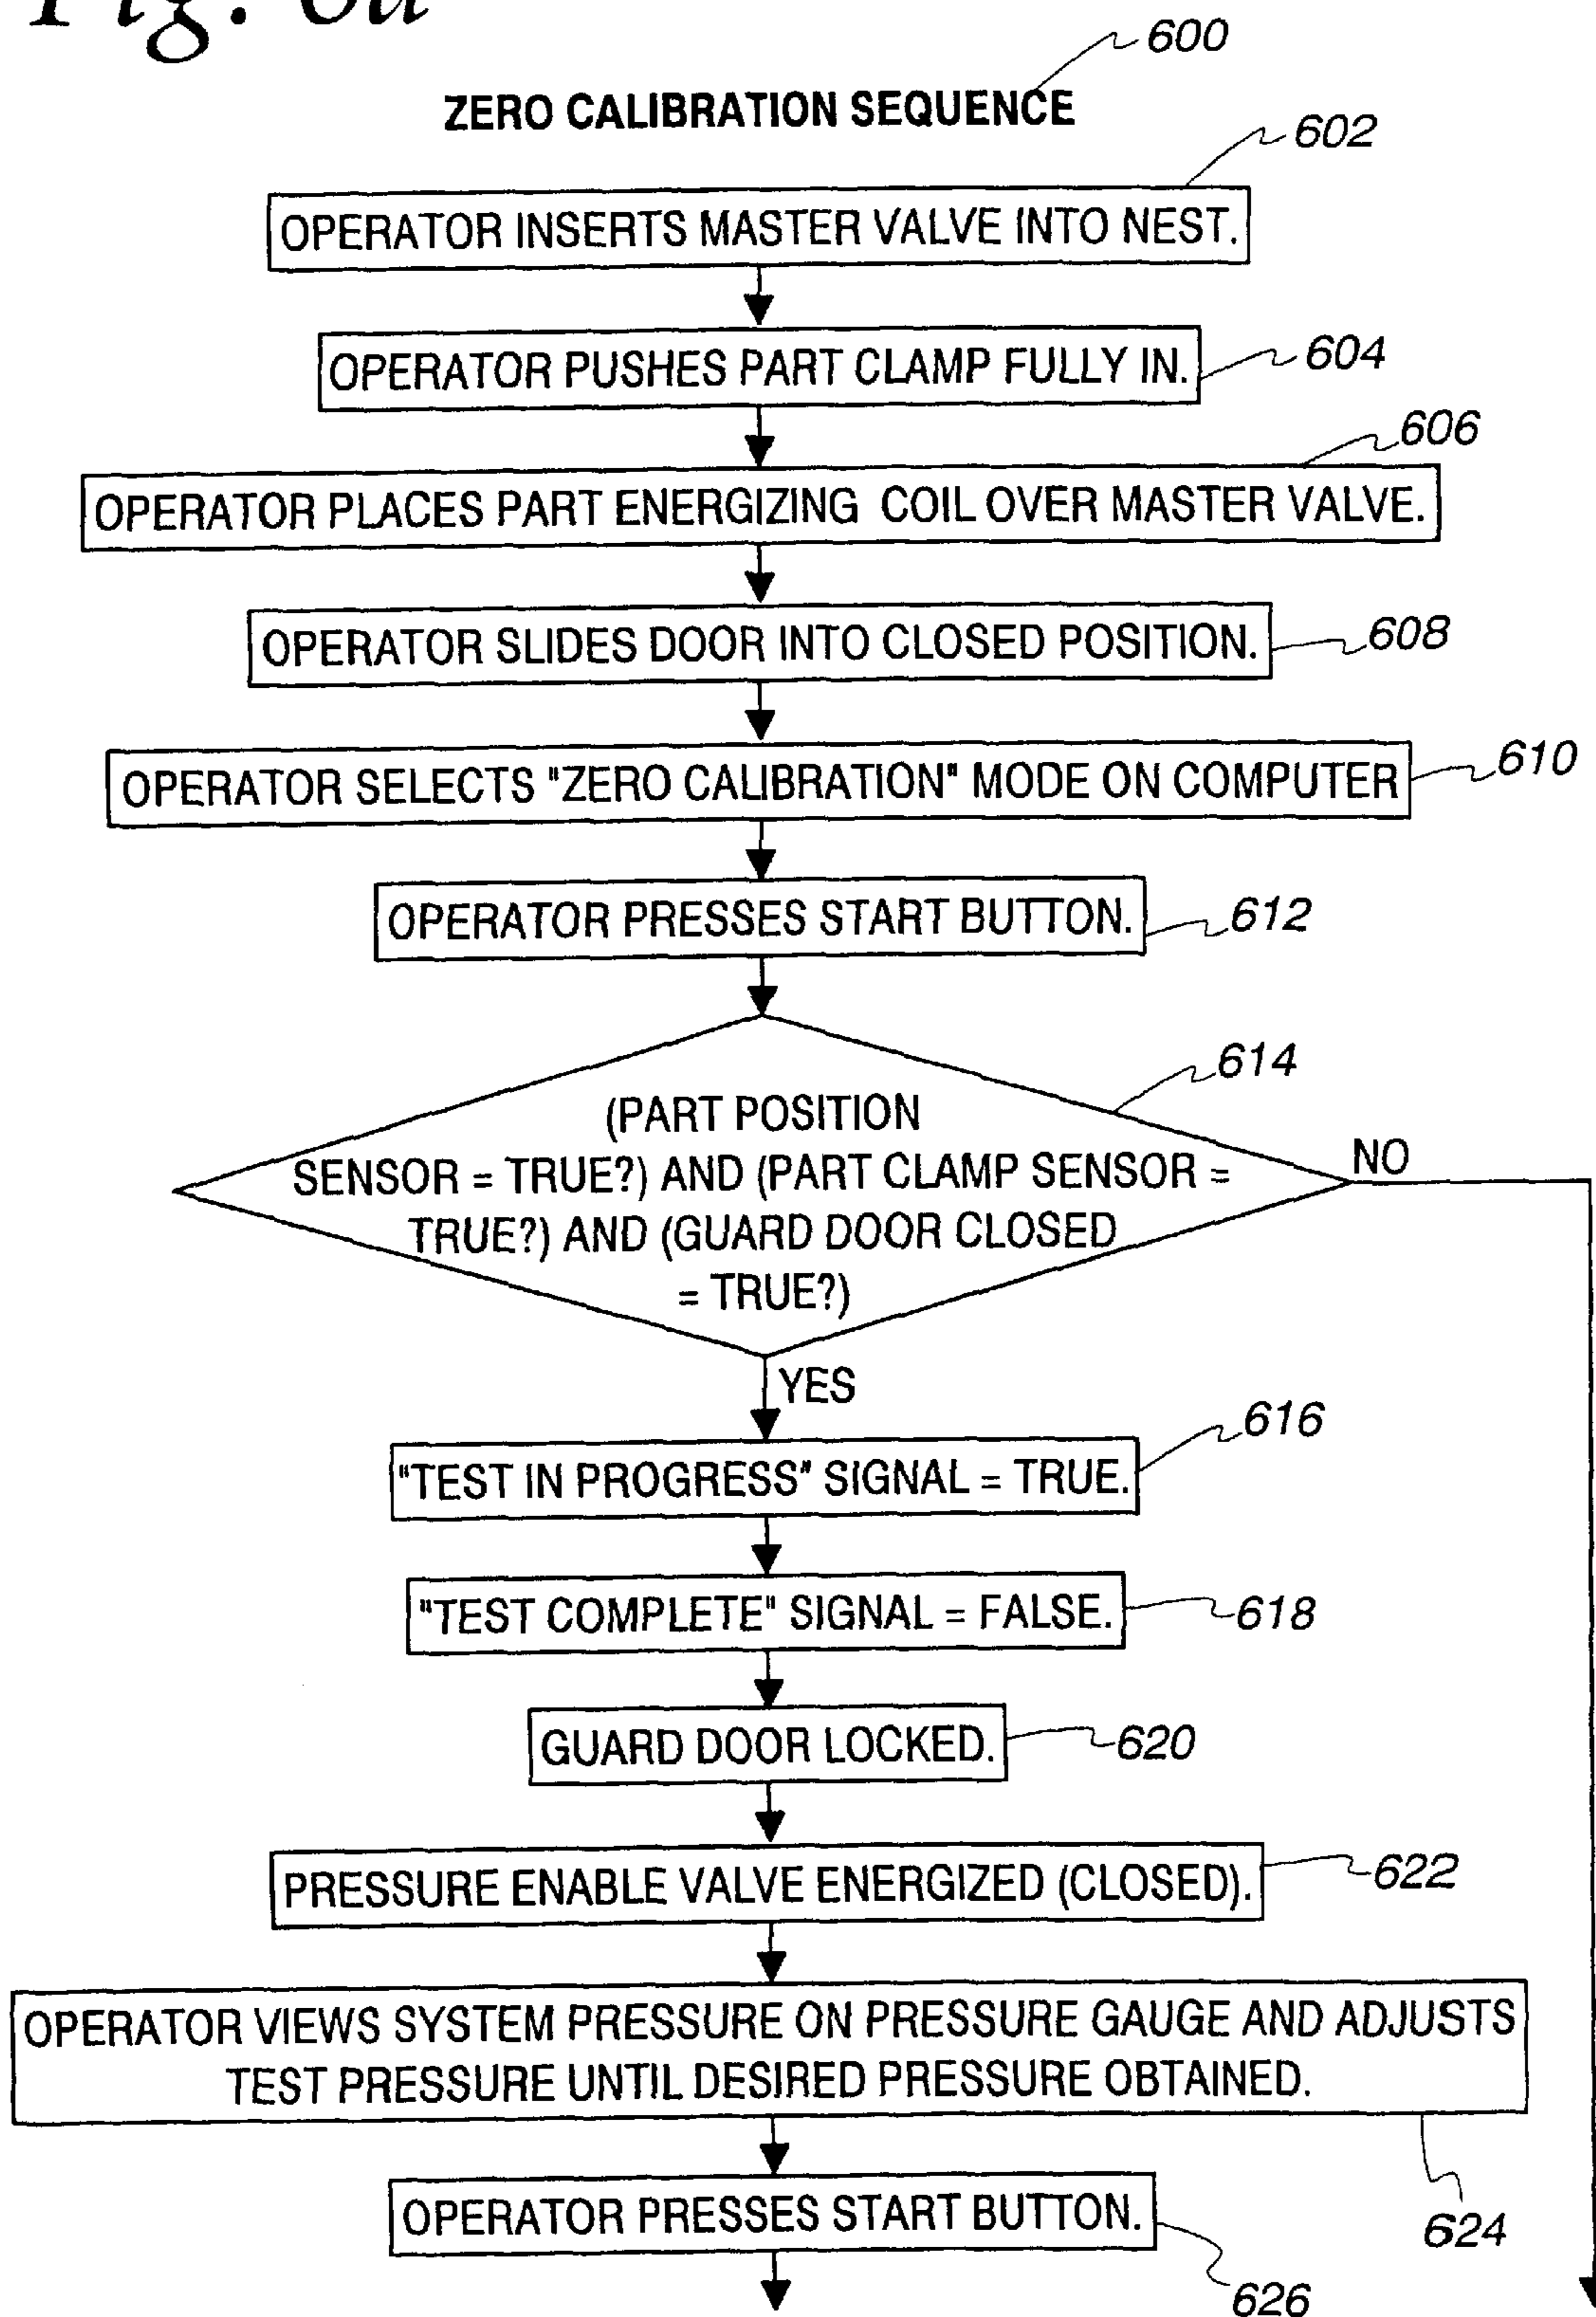 Fig. 6a
600
ZERO CALIBRATION SEQUENCE
602
OPERATOR INSERTS MASTER VALVE INTO NEST.
OPERATOR PUSHES PART CLAMP FULLY IN.
604
606
OPERATOR PLACES PART ENERGIZING COIL OVER MASTER VALVE.
OPERATOR SLIDES DOOR INTO CLOSED POSITION.
608
OPERATOR SELECTS "ZERO CALIBRATION" MODE ON COMPUTER
610
OPERATOR PRESSES START BUTTON.
612
614
(PART POSITION
SENSOR = TRUE?) AND (PART CLAMP SENSOR =
TRUE?) AND (GUARD DOOR CLOSED
= TRUE?)
NO
YES
616
"TEST IN PROGRESS" SIGNAL = TRUE.
"TEST COMPLETE" SIGNAL = FALSE.
618
GUARD DOOR LOCKED.
620
PRESSURE ENABLE VALVE ENERGIZED (CLOSED).
622
OPERATOR VIEWS SYSTEM PRESSURE ON PRESSURE GAUGE AND ADJUSTS
TEST PRESSURE UNTIL DESIRED PRESSURE OBTAINED.
624
OPERATOR PRESSES START BUTTON.
626